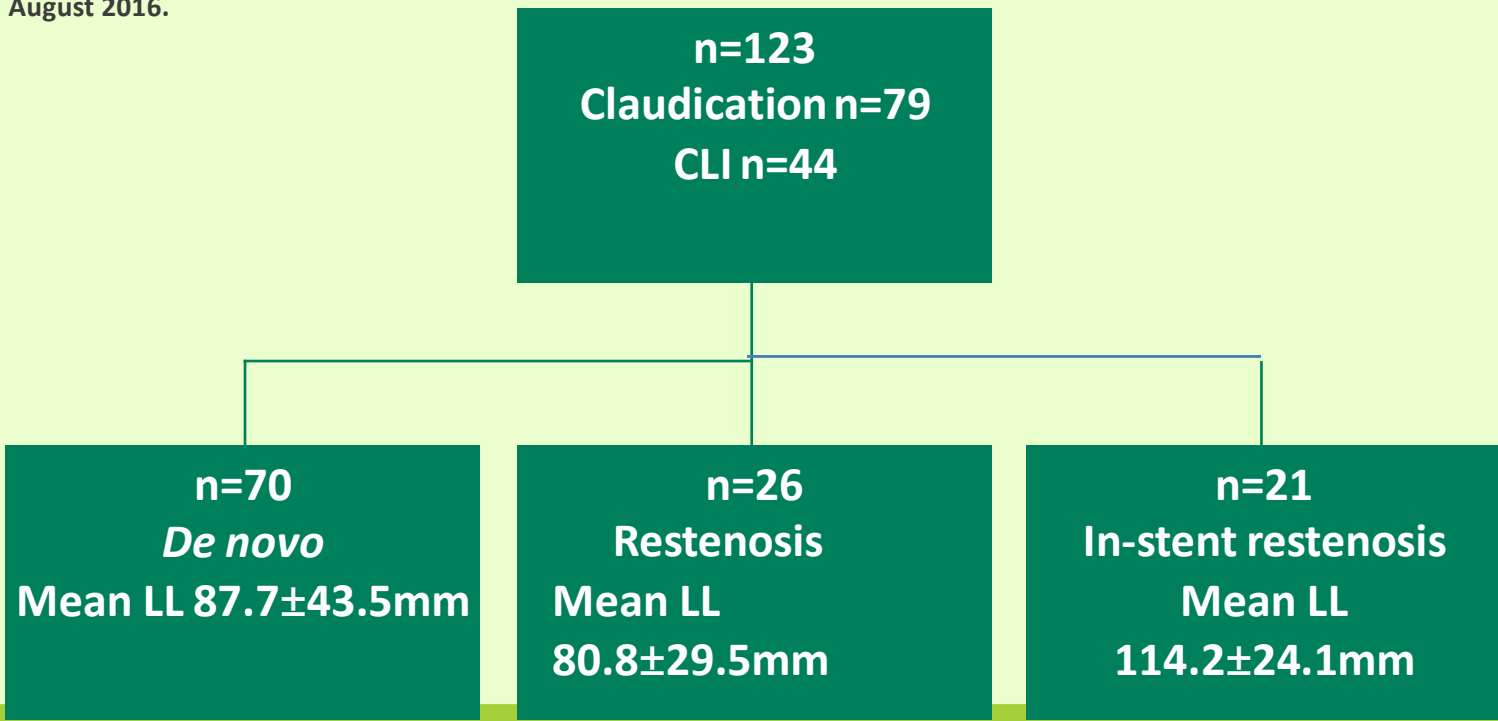 August 2016.
n=123
Claudication n=79
CLI n=44
n=70
De novo
Mean LL 87.7±43.5mm
n=26
Restenosis
Mean LL
80.8±29.5mm
n=21
In-stent restenosis
Mean LL
114.2±24.1mm